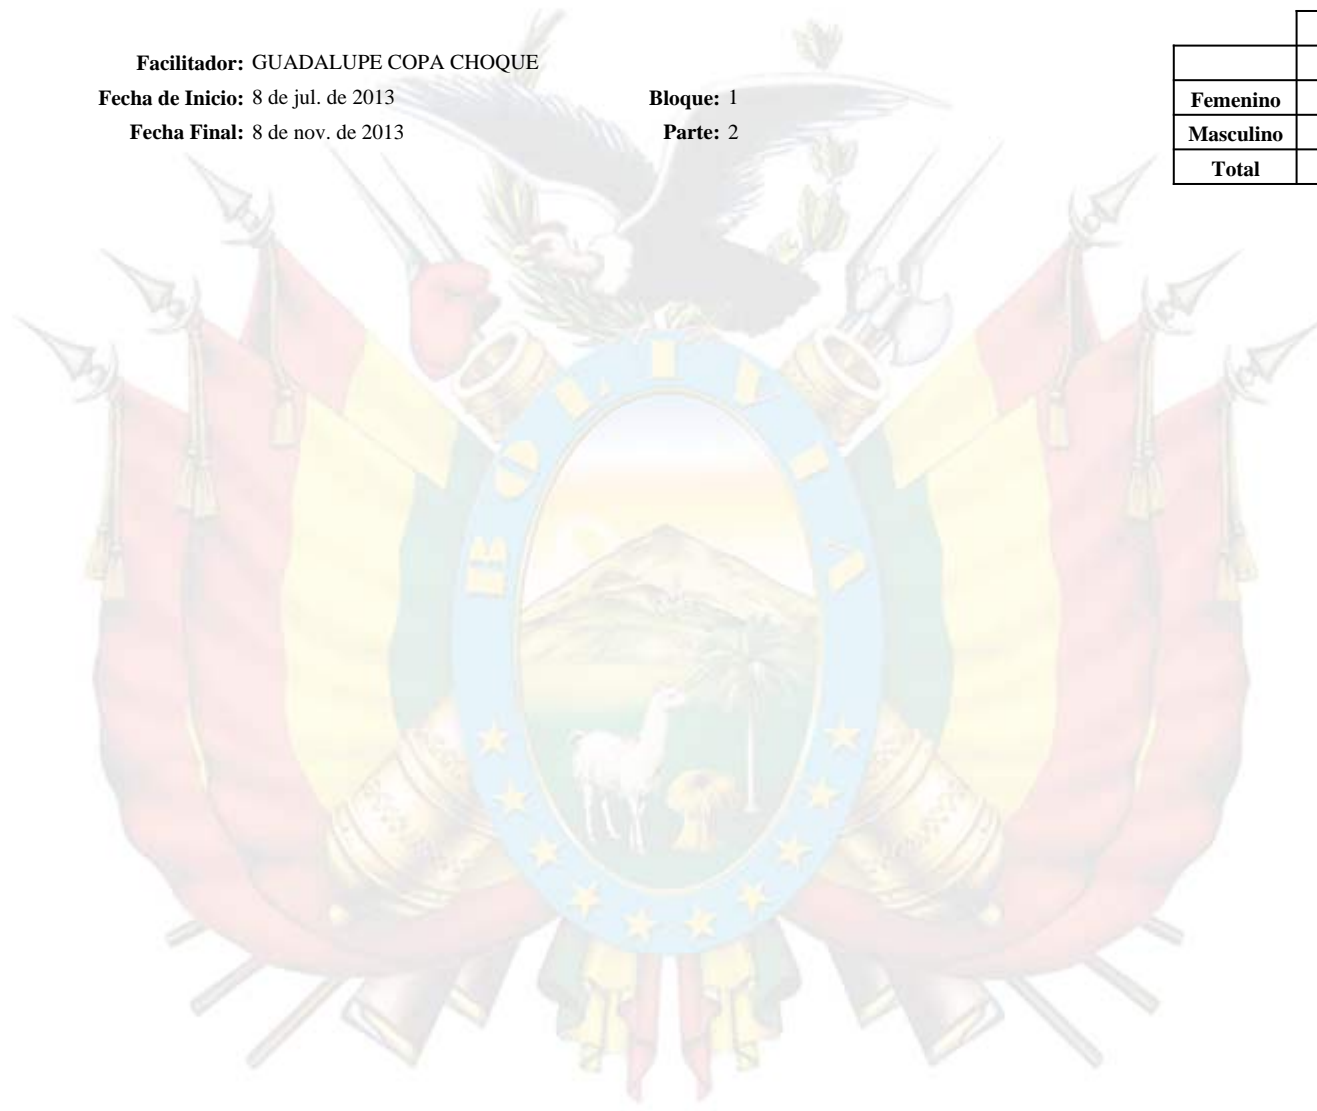 Facilitador: GUADALUPE COPA CHOQUE
Fecha de Inicio: 8 de jul. de 2013 Bloque: 1
Fecha Final: 8 de nov. de 2013 Parte: 2
Femenino
Masculino
Total
BOLIVIA